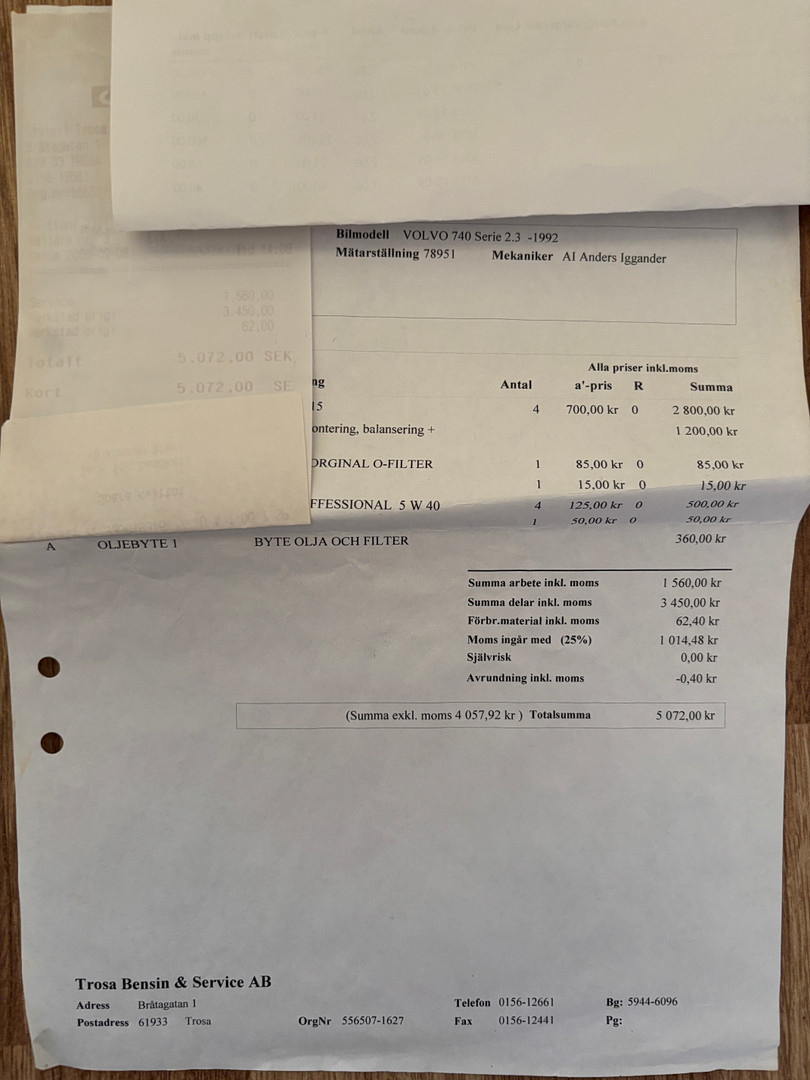 Bilmodell VOLVO 740 Serie 2.3 -1992
Mätarställning 78951 Mekaniker AI Anders Iggander
1.560,00
3.450,00
62,00
Totalt 5.072,00 SEK
Kort 5.072,00 SE
Alla priser inkl.moms
ng Antal a'-pris R Summa
15 4 700,00 kr 0 2 800,00 kr
ontering, balansering + 1 200,00 kr
ORGINAL O-FILTER 1 85,00 kr 0 85,00 kr
1 15,00 kr 0 15,00 kr
FFESSIONAL 5 W 40 4 125,00 kr 0 500,00 kr
1 50,00 kr 0 50,00 kr
A OLJEBYTE 1 BYTE OLJA OCH FILTER 360,00 kr
Summa arbete inkl. moms 1 560,00 kr
Summa delar inkl. moms 3 450,00 kr
Förbr.material inkl. moms 62,40 kr
Moms ingår med (25%) 1 014,48 kr
Självrisk 0,00 kr
Avrundning inkl. moms -0,40 kr
(Summa exkl. moms 4 057,92 kr ) Totalsumma 5 072,00 kr
Trosa Bensin & Service AB
Adress Bråtagatan 1 Telefon 0156-12661 Bg: 5944-6096
Postadress 61933 Trosa OrgNr 556507-1627 Fax 0156-12441 Pg: